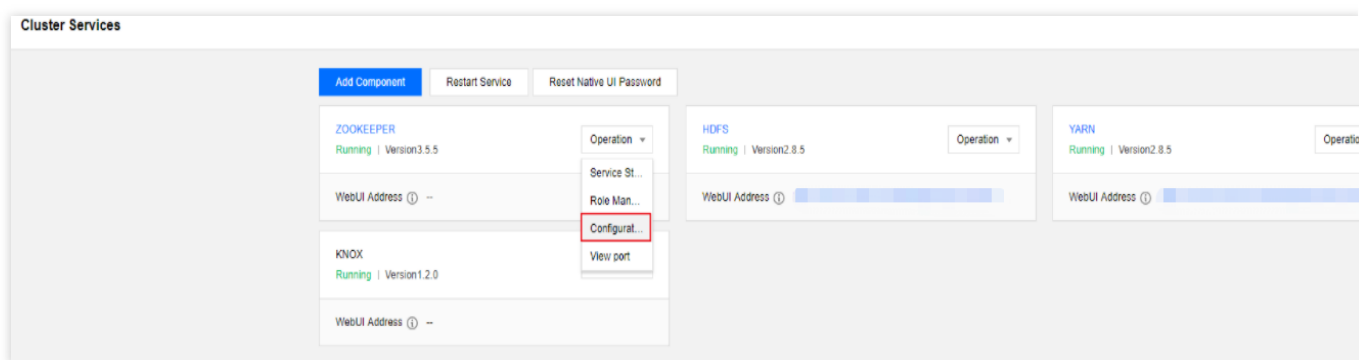 Cluster Services
Add Component
Restart Service
Reset Native UI Password
ZOOKEEPER
Running | Version3.5.5
Operation
WebUI Address --
Service St...
Role Man...
Configurat...
View port
HDFS
Running | Version2.8.5
Operation
WebUI Address
YARN
Running | Version2.8.5
Operatio
WebUI Address
KNOX
Running | Version1.2.0
WebUI Address --